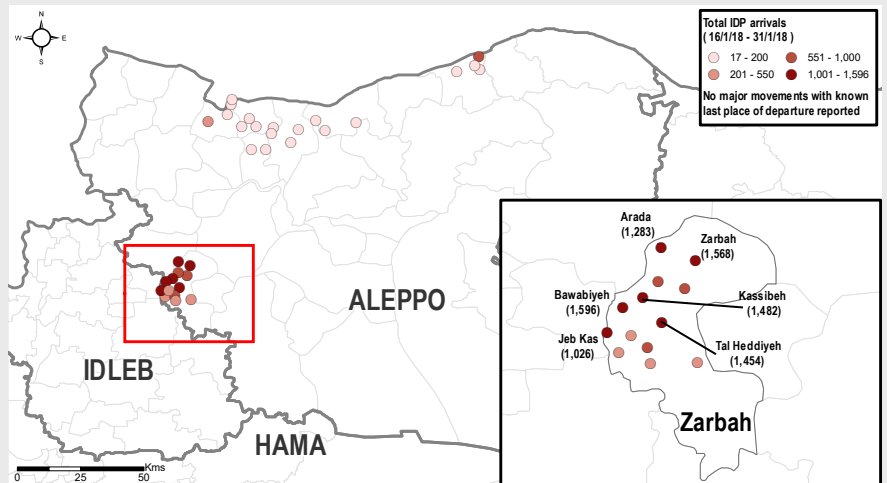 N
W E
S
Total IDP arrivals
( 16/1/18 - 31/1/18 )
17 - 200
551 - 1,000
201 - 550
1,001 - 1,596
No major movements with known
last place of departure reported
ALEPPO
IDLEB
HAMA
Arada
(1,283)
Zarbah
(1,568)
Bawabiyeh
(1,596)
Kassibeh
(1,482)
Jeb Kas
(1,026)
Tal Heddiyeh
(1,454)
Zarbah
Kms
0 25 50